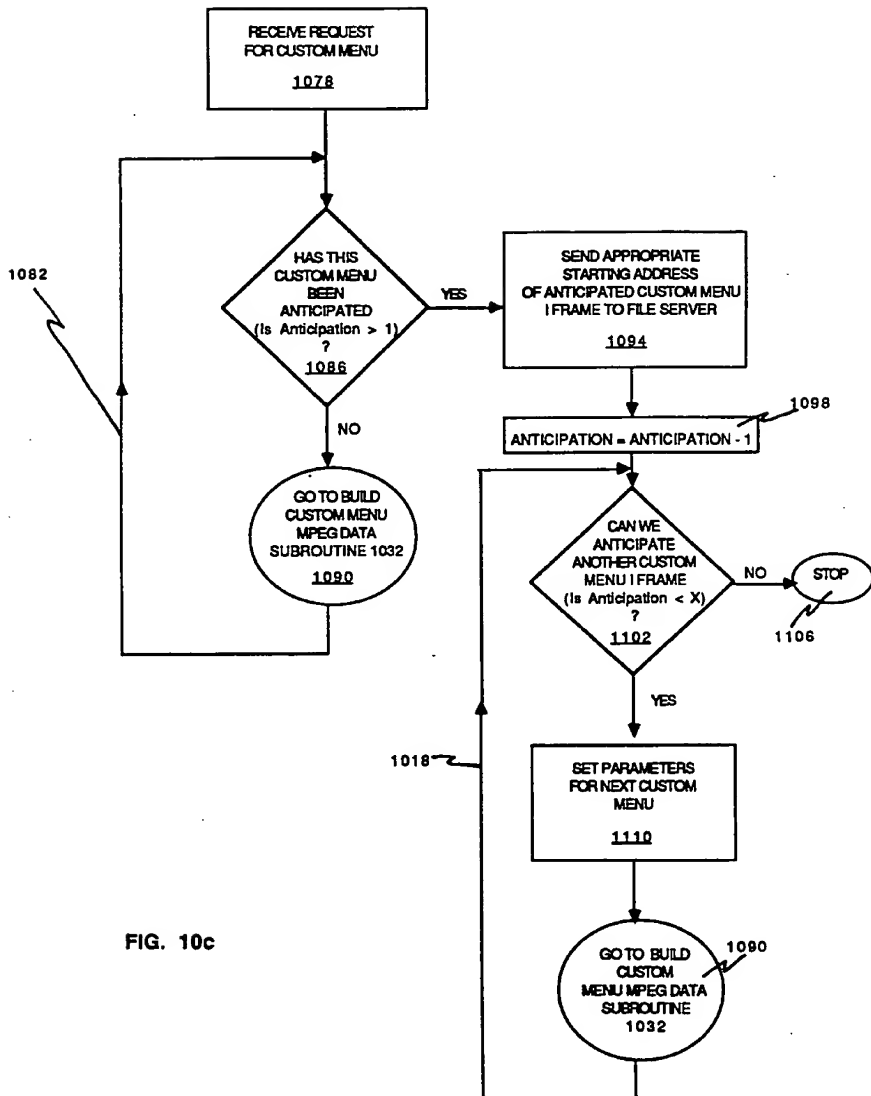 RECEIVE REQUEST
FOR CUSTOM MENU
1078
1082
HAS THIS
CUSTOM MENU
BEEN
ANTICIPATED
(Is Anticipation > 1)
?
1086
YES
SEND APPROPRIATE
STARTING ADDRESS
OF ANTICIPATED CUSTOM MENU
I FRAME TO FILE SERVER
1094
NO
1098
ANTICIPATION = ANTICIPATION - 1
GO TO BUILD
CUSTOM MENU
MPEG DATA
SUBROUTINE 1032
1090
CAN WE
ANTICIPATE
ANOTHER CUSTOM
MENU I FRAME
(Is Anticipation < X)
?
1102
NO
STOP
1106
YES
1018
SET PARAMETERS
FOR NEXT CUSTOM
MENU
1110
FIG. 10c
GO TO BUILD
CUSTOM
MENU MPEG DATA
SUBROUTINE
1032
1090